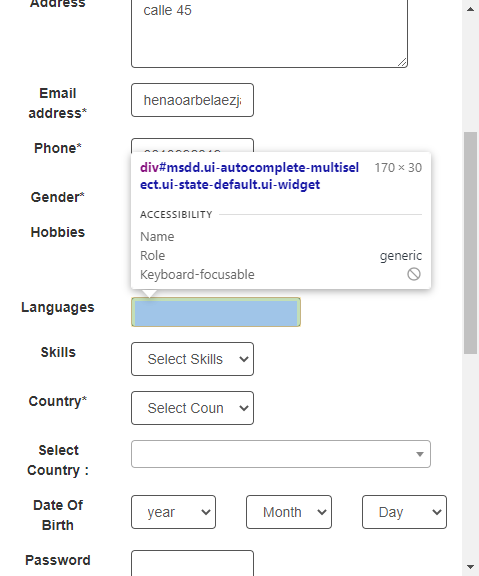 Address
calle 45
Email
address*
henaoarbelaezj
Phone*
div#msdd.ui-autocomplete-multisel
ect.ui-state-default.ui-widget
170 × 30
ACCESSIBILITY
Name
Role
generic
Keyboard-focusable
Gender*
Hobbies
Languages
Skills
Select Skills
Country*
Select Coun
Select
Country :
Date Of
Birth
year
Month
Day
Password